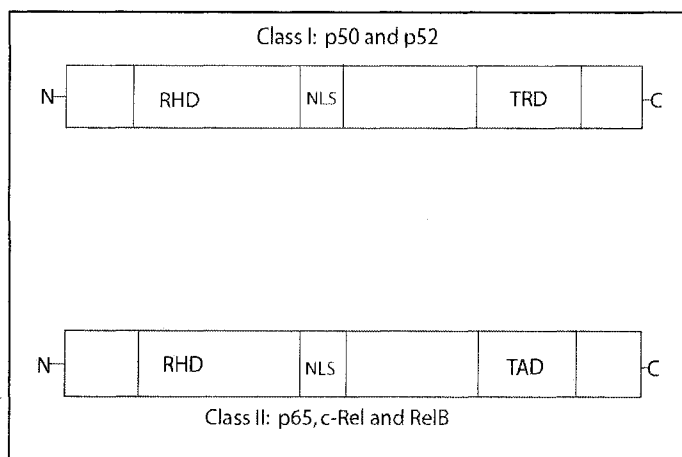 Class I: p50 and p52
N RHD NLS TRD C
N RHD NLS TAD C
Class II: p65, c-Rel and RelB